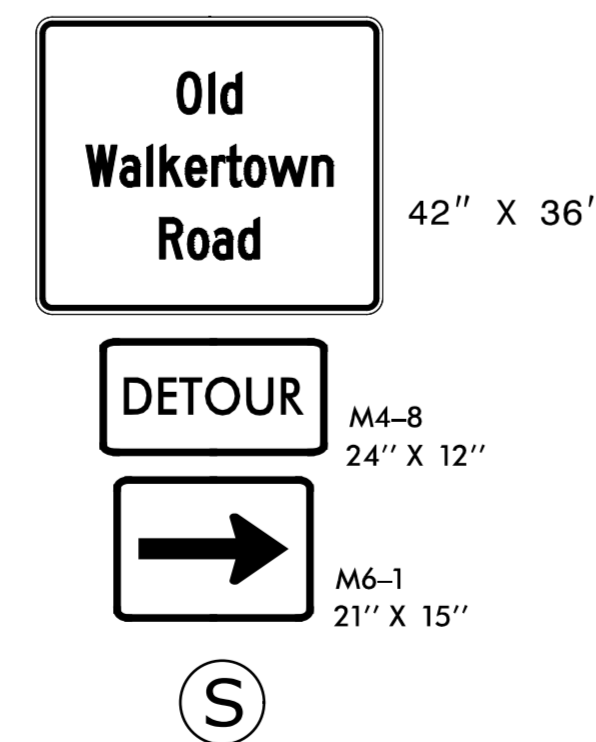 Old
Walkertown
Road
42" X 36'
DETOUR
M4–8
24'' X 12''
M6–1
21'' X 15''
S